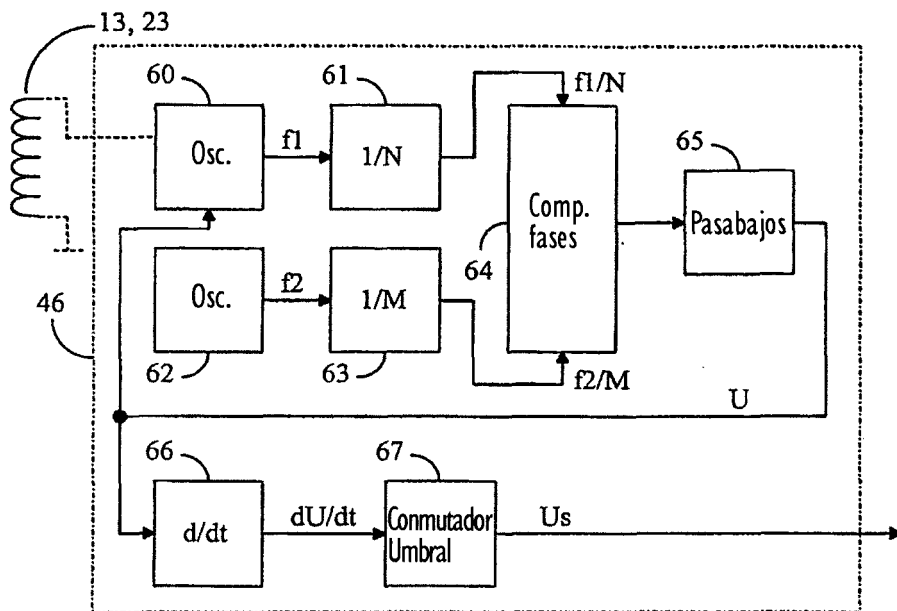 13, 23
60
61
f1/N
Osc.
f1
1/N
65
Comp.
fases
Pasabajos
64
Osc.
f2
1/M
46
62
63
f2/M
U
66
67
d/dt
dU/dt
Conmutador
Umbral
Us